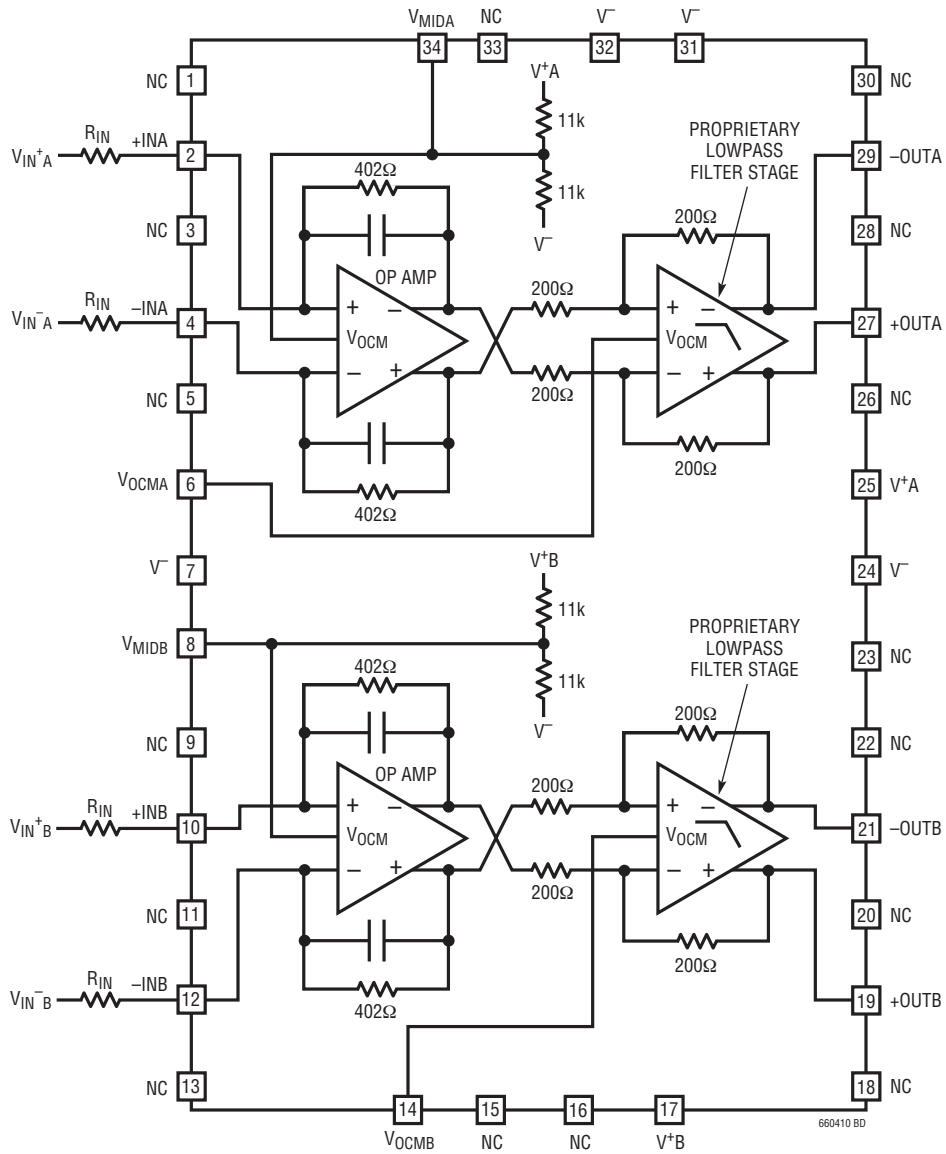 VMIDA NC V– V–
34 33 32 31
NC 1
30 NC
V+A
11k
PROPRIETARY
LOWPASS
FILTER STAGE
VIN+A RIN +INA 2
29 –OUTA
402Ω
11k
V–
200Ω
NC 3
28 NC
OP AMP
+ –
200Ω
+ –
VIN–A RIN –INA 4
VOCM
VOCM
27 +OUTA
– +
200Ω
– +
NC 5
26 NC
200Ω
402Ω
VOCMA 6
25 V+A
V+B
V– 7
24 V–
11k
PROPRIETARY
LOWPASS
FILTER STAGE
VMIDB 8
23 NC
402Ω
11k
V–
200Ω
NC 9
22 NC
OP AMP
+ –
200Ω
+ –
VIN+B RIN +INB 10
VOCM
VOCM
21 –OUTB
– +
200Ω
– +
NC 11
20 NC
200Ω
VIN–B RIN –INB 12
402Ω
19 +OUTB
NC 13
18 NC
14 15 16 17
660410 BD
VOCMB NC NC V+B